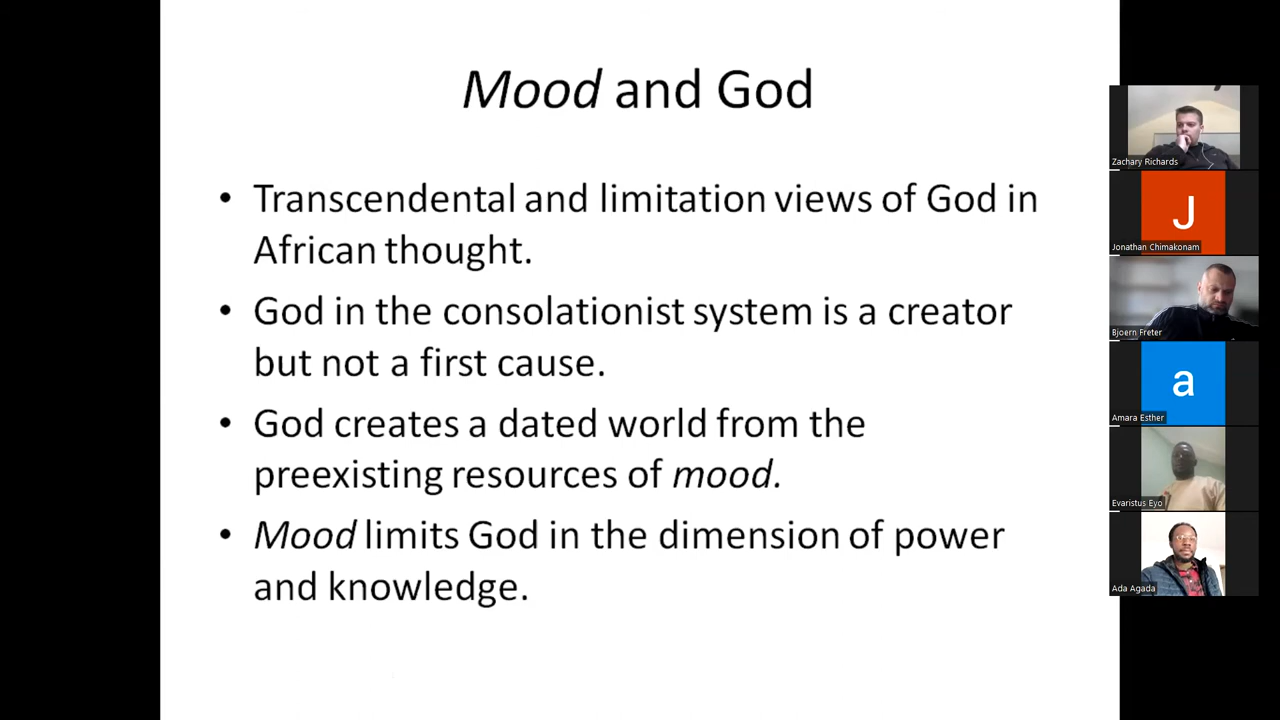 Mood and God
• Transcendental and limitation views of God in
African thought.
• God in the consolationist system is a creator
but not a first cause.
• God creates a dated world from the
preexisting resources of mood.
• Mood limits God in the dimension of power
and knowledge.
Zachary Richards
J
Jonathan Chimakonam
Bjoern Freter
a
Amara Esther
Evaristus Eyo
Ada Agada